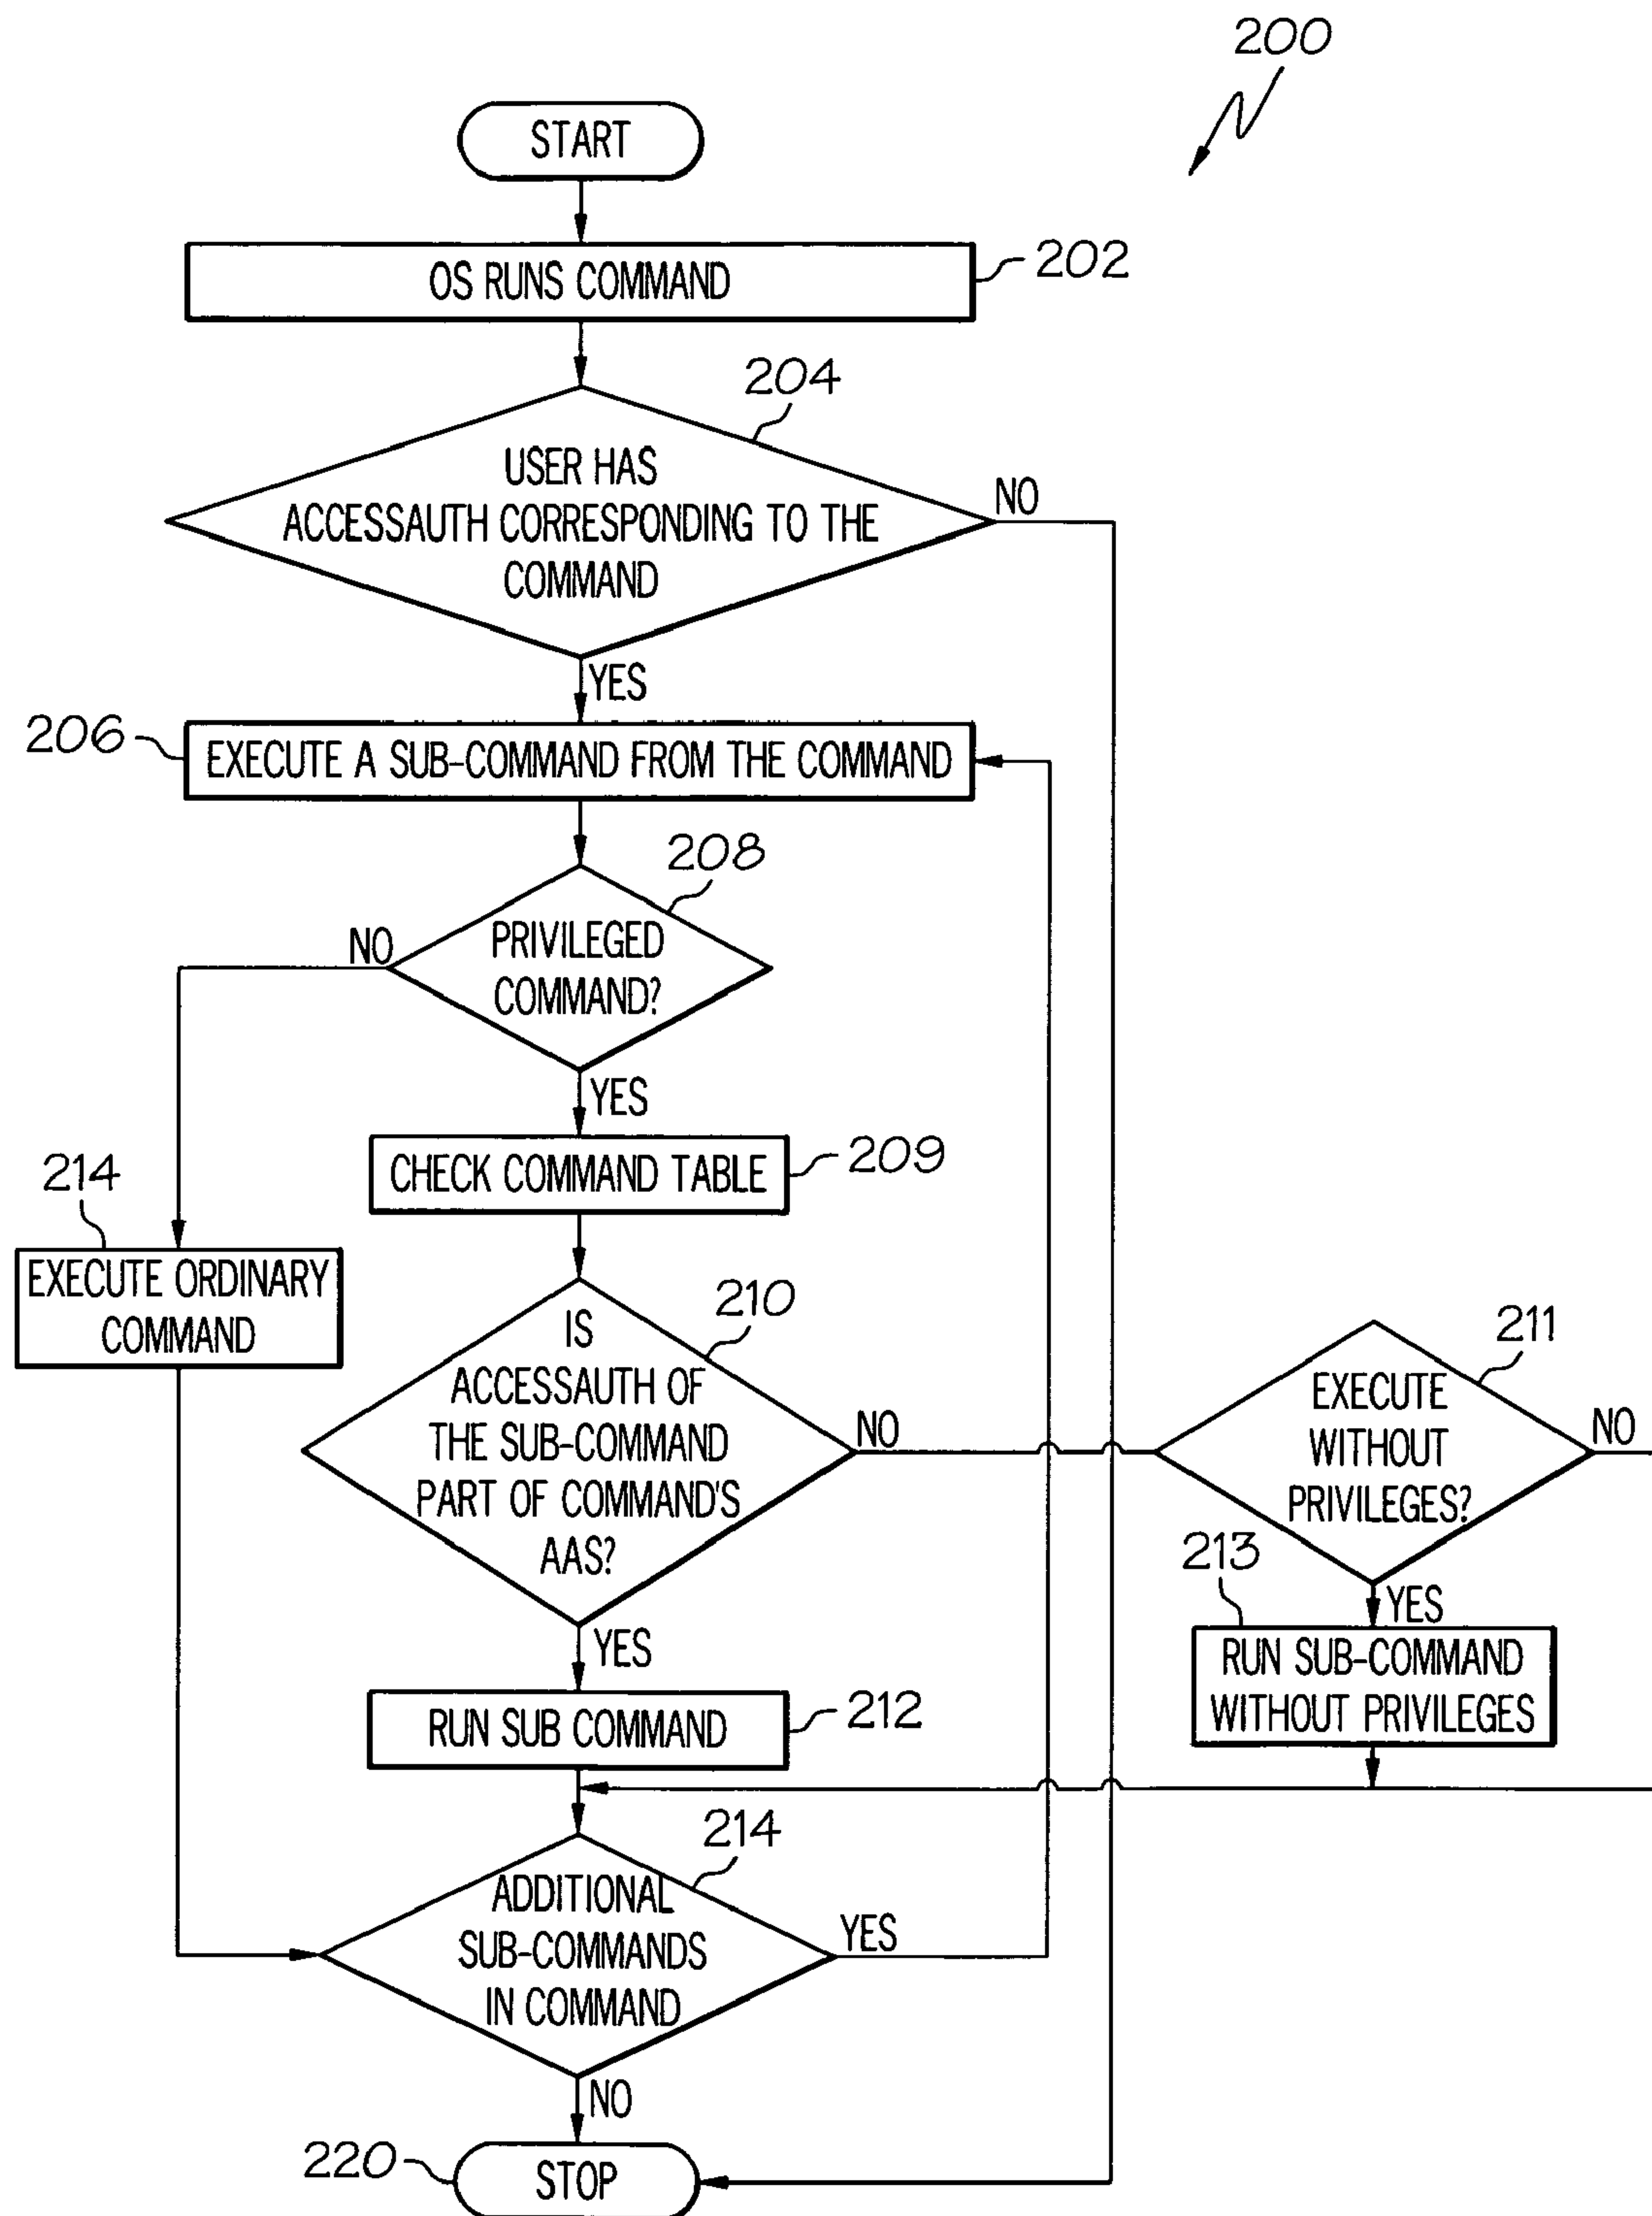 200
START
OS RUNS COMMAND
202
204
USER HAS
ACCESSAUTH CORRESPONDING TO THE
COMMAND
NO
YES
206
EXECUTE A SUB-COMMAND FROM THE COMMAND
208
PRIVILEGED
COMMAND?
NO
YES
CHECK COMMAND TABLE
209
214
EXECUTE ORDINARY
COMMAND
210
IS
ACCESSAUTH OF
THE SUB-COMMAND
PART OF COMMAND'S
AAS?
NO
YES
211
EXECUTE
WITHOUT
PRIVILEGES?
NO
YES
213
RUN SUB-COMMAND
WITHOUT PRIVILEGES
RUN SUB COMMAND
212
214
ADDITIONAL
SUB-COMMANDS
IN COMMAND
YES
NO
220
STOP